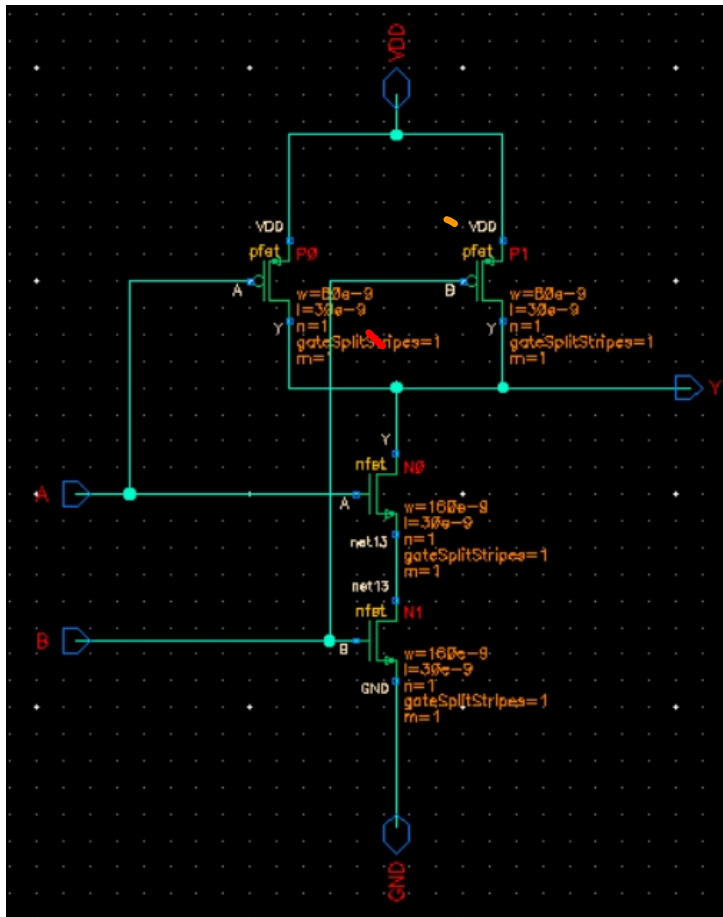 VDD
VDD
pfet P0
A
w=80e-9
l=30e-9
n=1
Y
gateSplitStripes=1
m=1
VDD
pfet P1
B
w=80e-9
l=30e-9
n=1
Y
gateSplitStripes=1
m=1
Y
Y
nfet N0
A
A
w=160e-9
l=30e-9
n=1
net13
gateSplitStripes=1
m=1
net13
nfet N1
B
B
w=160e-9
l=30e-9
n=1
GND
gateSplitStripes=1
m=1
GND